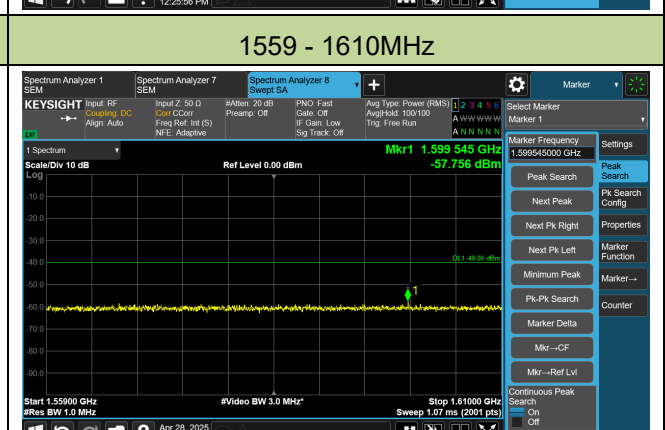 12:25:56 PM
1559 - 1610MHz
Spectrum Analyzer 1
SEM
Spectrum Analyzer 7
SEM
Spectrum Analyzer 8
Swept SA
+
Marker
KEYSIGHT
Input: RF
Coupling: DC
Align: Auto
Input Z: 50 Ω
Corr CCorr
Freq Ref: Int (S)
NFE: Adaptive
#Atten: 20 dB
Preamp: Off
PNO: Fast
Gate: Off
IF Gain: Low
Sig Track: Off
Avg Type: Power (RMS)
Avg|Hold: 100/100
Trig: Free Run
1 2 3 4 5 6
A W W W W W
A N N N N N
Select Marker
Marker 1
LXI
1 Spectrum
Scale/Div 10 dB
Log
Ref Level 0.00 dBm
Mkr1 1.599 545 GHz
-57.756 dBm
-10.0
-20.0
-30.0
-40.0
-50.0
-60.0
-70.0
-80.0
-90.0
DL1 -40.00 dBm
1
Start 1.55900 GHz
#Res BW 1.0 MHz
#Video BW 3.0 MHz*
Stop 1.61000 GHz
Sweep 1.07 ms (2001 pts)
Marker Frequency
1.599545000 GHz
Peak Search
Next Peak
Next Pk Right
Next Pk Left
Minimum Peak
Pk-Pk Search
Marker Delta
Mkr→CF
Mkr→Ref Lvl
Continuous Peak
Search
On
Off
Settings
Peak
Search
Pk Search
Config
Properties
Marker
Function
Marker→
Counter
Apr 28, 2025